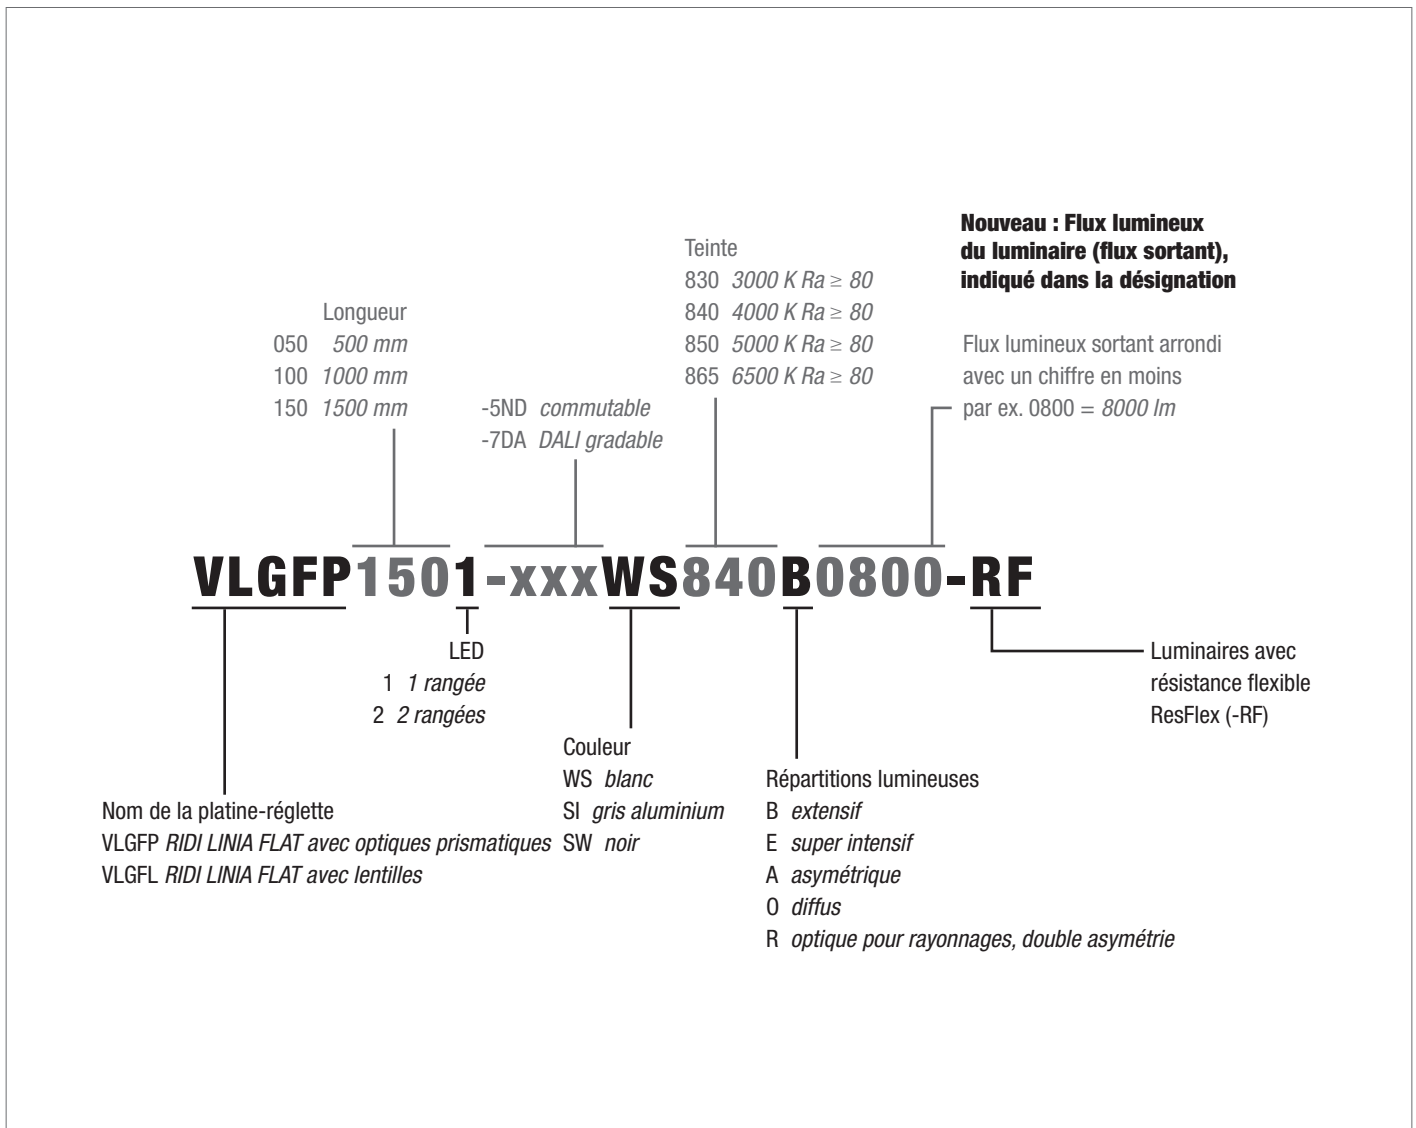 Nouveau : Flux lumineux
du luminaire (flux sortant),
indiqué dans la désignation
Teinte
830 3000 K Ra ≥ 80
840 4000 K Ra ≥ 80
850 5000 K Ra ≥ 80
865 6500 K Ra ≥ 80
Longueur
050 500 mm
100 1000 mm
150 1500 mm
Flux lumineux sortant arrondi
avec un chiffre en moins
par ex. 0800 = 8000 lm
-5ND commutable
-7DA DALI gradable
VLGFP1501-xxxWS840B0800-RF
LED
1 1 rangée
2 2 rangées
Luminaires avec
résistance flexible
ResFlex (-RF)
Couleur
WS blanc
SI gris aluminium
SW noir
Répartitions lumineuses
B extensif
E super intensif
A asymétrique
O diffus
R optique pour rayonnages, double asymétrie
Nom de la platine-réglette
VLGFP RIDI LINIA FLAT avec optiques prismatiques
VLGFL RIDI LINIA FLAT avec lentilles